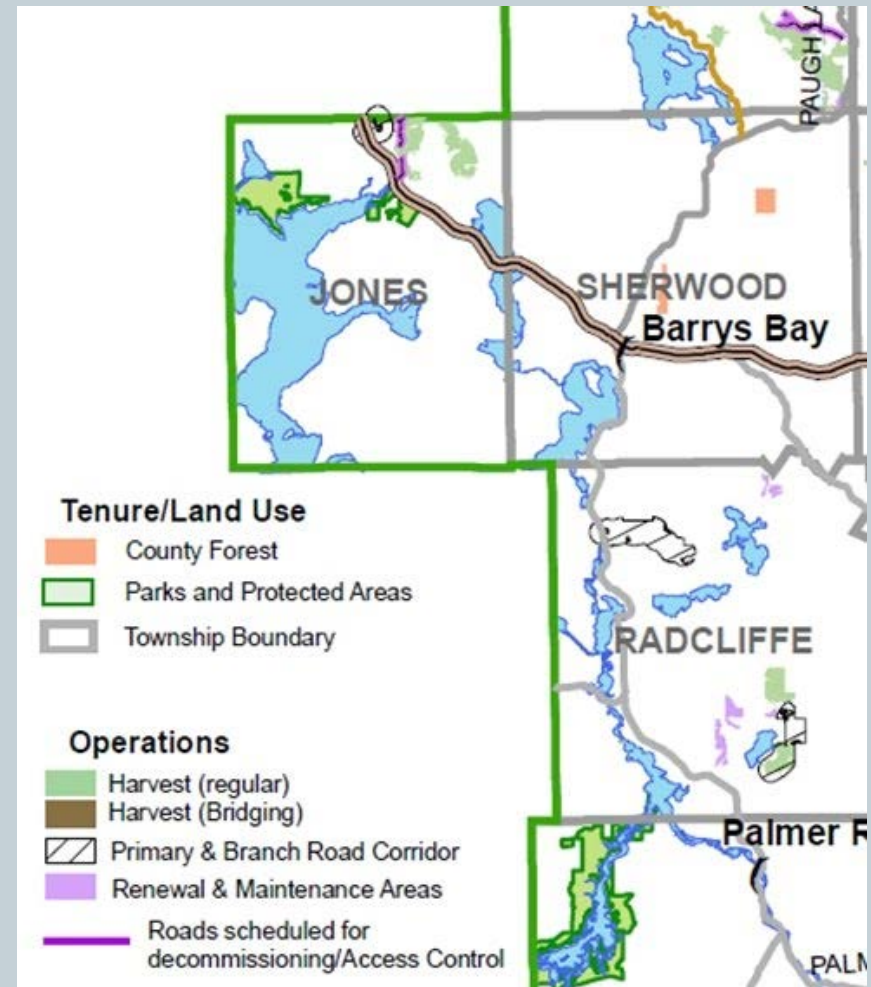 PAUGH
JONES
SHERWOOD
Barrys Bay
Tenure/Land Use
County Forest
Parks and Protected Areas
Township Boundary
RADCLIFFE
Operations
Harvest (regular)
Harvest (Bridging)
Primary & Branch Road Corridor
Renewal & Maintenance Areas
Roads scheduled for
decommissioning/Access Control
Palmer